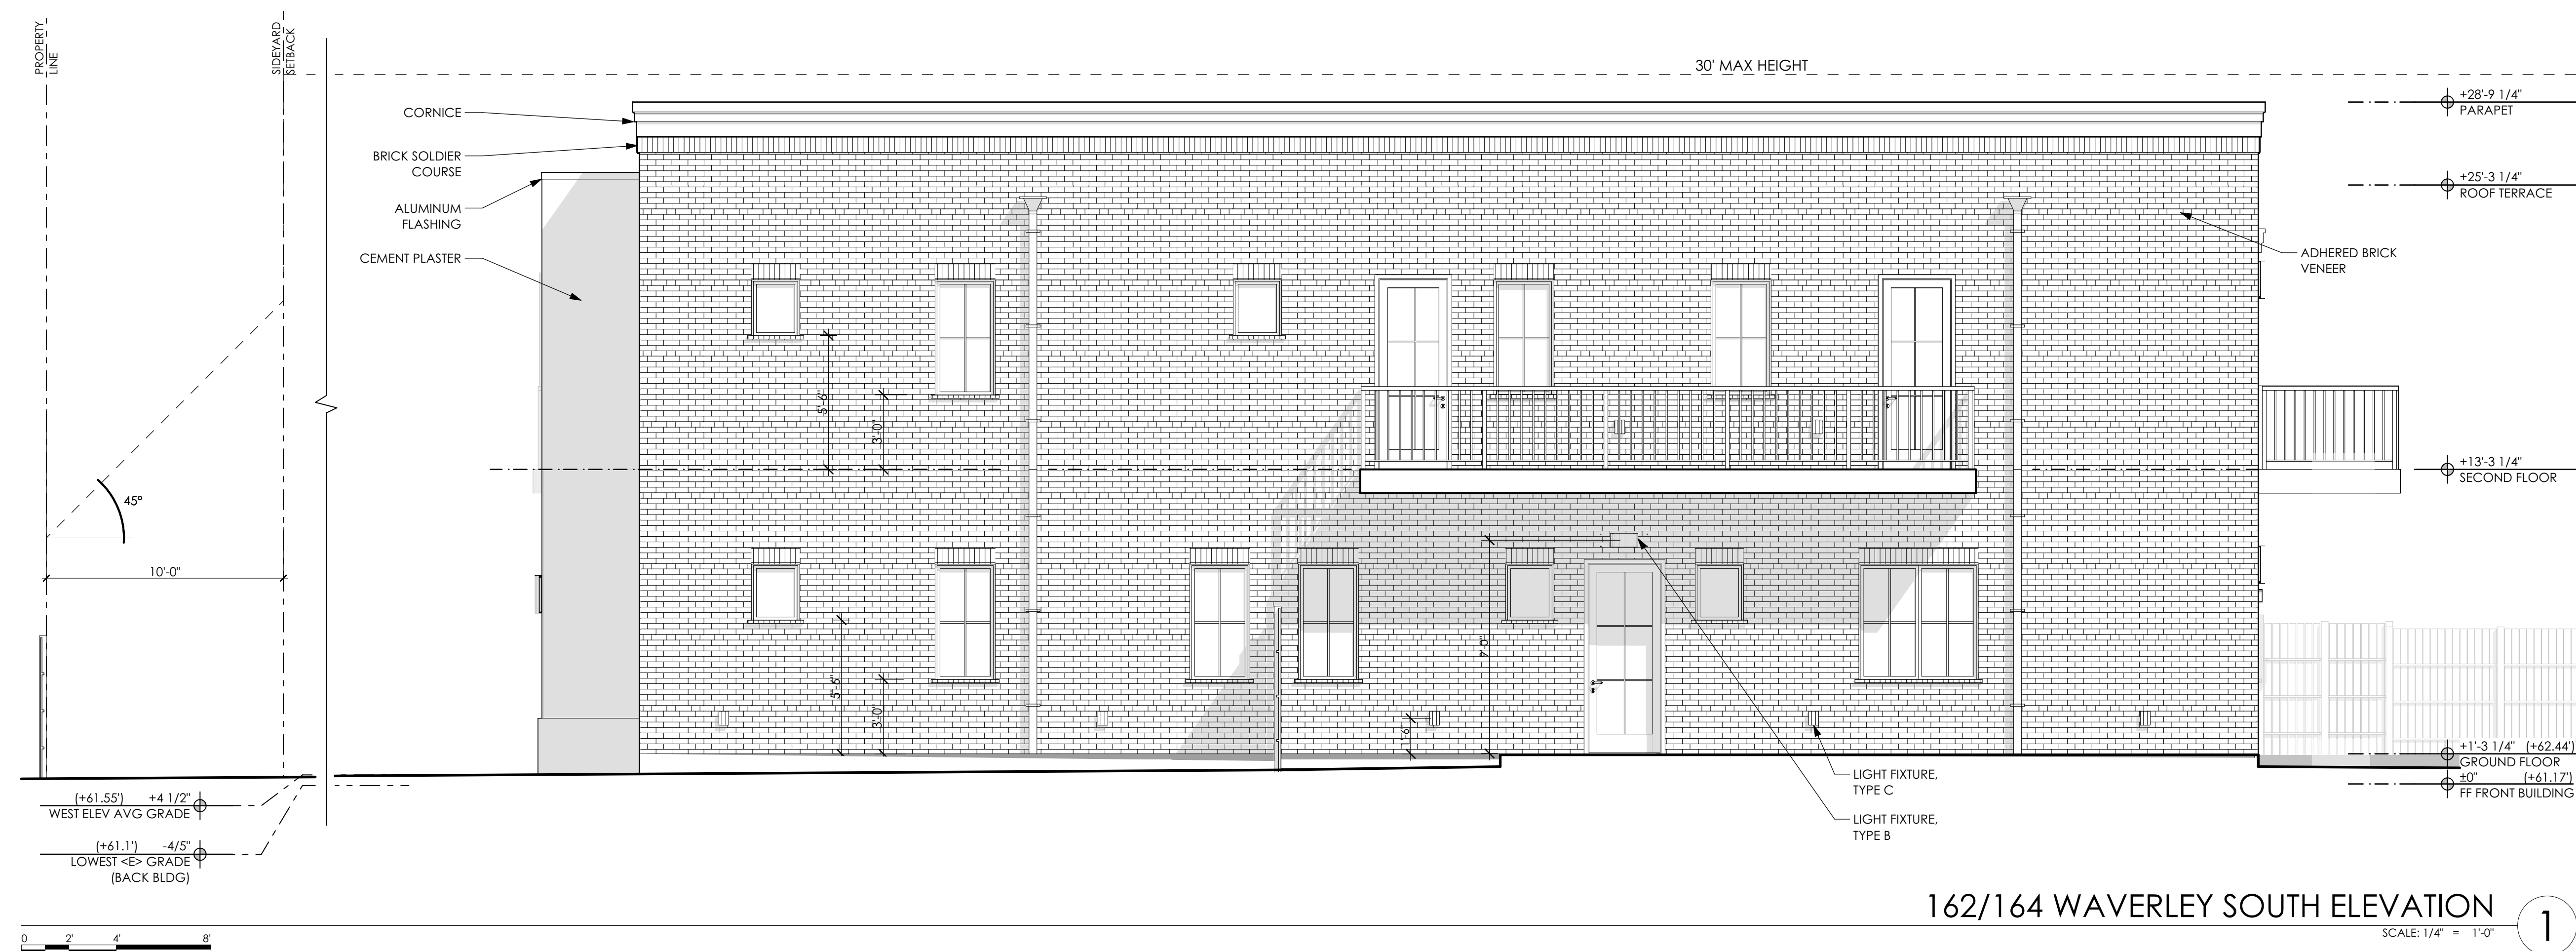 PROPERTY
LINE
SIDEYARD
SETBACK
30' MAX HEIGHT
CORNICE
BRICK SOLDIER
COURSE
ALUMINUM
FLASHING
CEMENT PLASTER
+28'-9 1/4"
PARAPET
+25'-3 1/4"
ROOF TERRACE
ADHERED BRICK
VENEER
5'-6"
3'-0"
+13'-3 1/4"
SECOND FLOOR
45°
10'-0"
5'-6"
3'-0"
9'-0"
+1'-3 1/4" (+62.44')
GROUND FLOOR
±0" (+61.17')
FF FRONT BUILDING
LIGHT FIXTURE,
TYPE C
LIGHT FIXTURE,
TYPE B
(+61.55') +4 1/2"
WEST ELEV AVG GRADE
(+61.1') -4/5"
LOWEST <E> GRADE
(BACK BLDG)
162/164 WAVERLEY SOUTH ELEVATION
1
SCALE: 1/4" = 1'-0"
0 2' 4' 8'